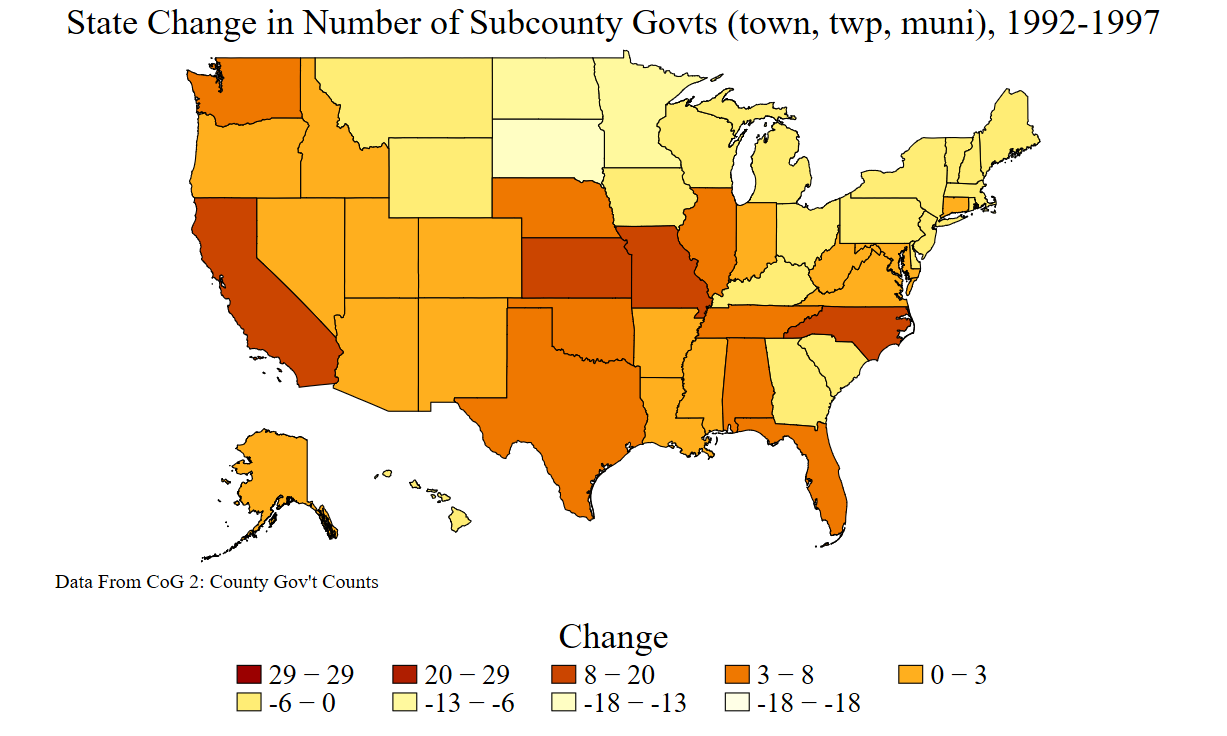 State Change in Number of Subcounty Govts (town, twp, muni), 1992-1997
Data From CoG 2: County Gov't Counts
Change
29 − 29 20 − 29 8 − 20 3 − 8 0 − 3
-6 − 0 -13 − -6 -18 − -13 -18 − -18